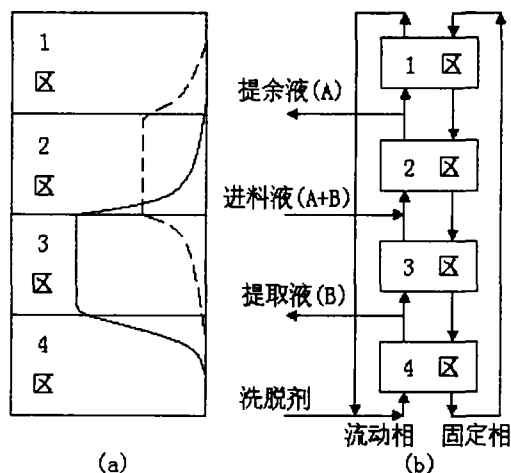 1
区
2
区
3
区
4
区
(a)
1 区
提余液(A)
2 区
进料液(A+B)
3 区
提取液(B)
4 区
洗脱剂
流动相 固定相
(b)